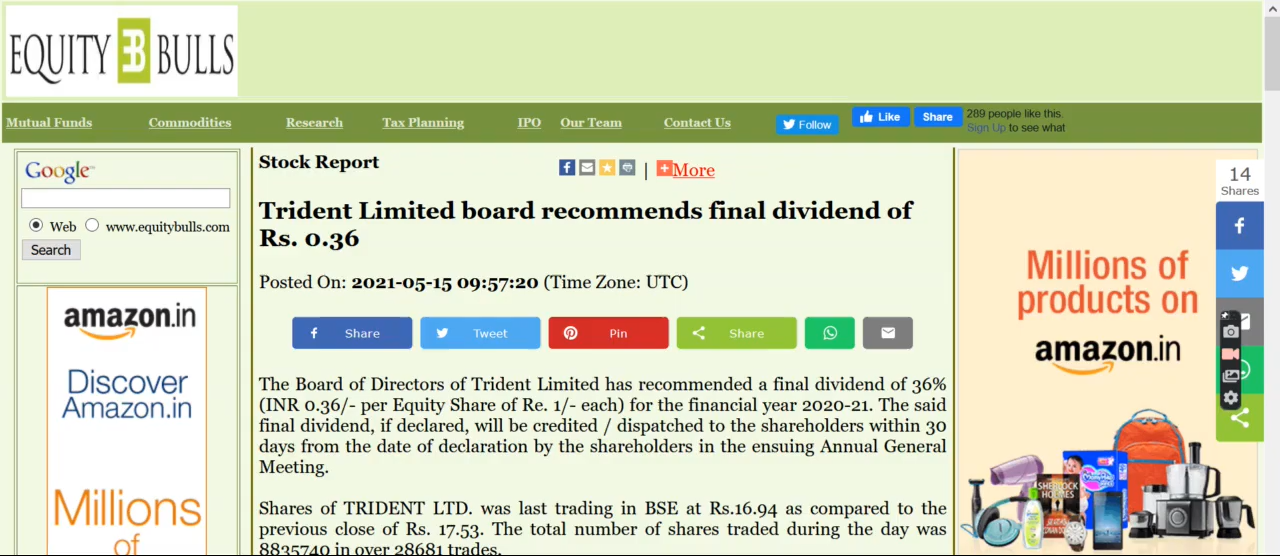 EQUITY BULLS
Mutual Funds Commodities Research Tax Planning IPO Our Team Contact Us Follow Like Share 289 people like this.
Sign Up to see what
Google
Web www.equitybulls.com
Search
amazon.in
Discover
Amazon.in
Millions
of
Stock Report | More
Trident Limited board recommends final dividend of
Rs. 0.36
Posted On: 2021-05-15 09:57:20 (Time Zone: UTC)
Share Tweet Pin Share
The Board of Directors of Trident Limited has recommended a final dividend of 36%
(INR 0.36/- per Equity Share of Re. 1/- each) for the financial year 2020-21. The said
final dividend, if declared, will be credited / dispatched to the shareholders within 30
days from the date of declaration by the shareholders in the ensuing Annual General
Meeting.
Shares of TRIDENT LTD. was last trading in BSE at Rs.16.94 as compared to the
previous close of Rs. 17.53. The total number of shares traded during the day was
8835740 in over 28681 trades.
Millions of
products on
amazon.in
SHERLOCK
HOLMES
14
Shares